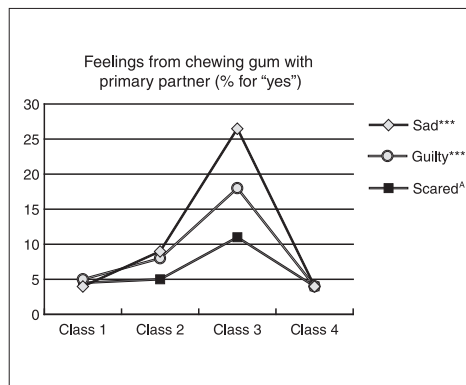 Feelings from chewing gum with
primary partner (% for “yes”)
30
25
20
15
10
5
0
Class 1 Class 2 Class 3 Class 4
Sad***
Guilty***
Scared^A